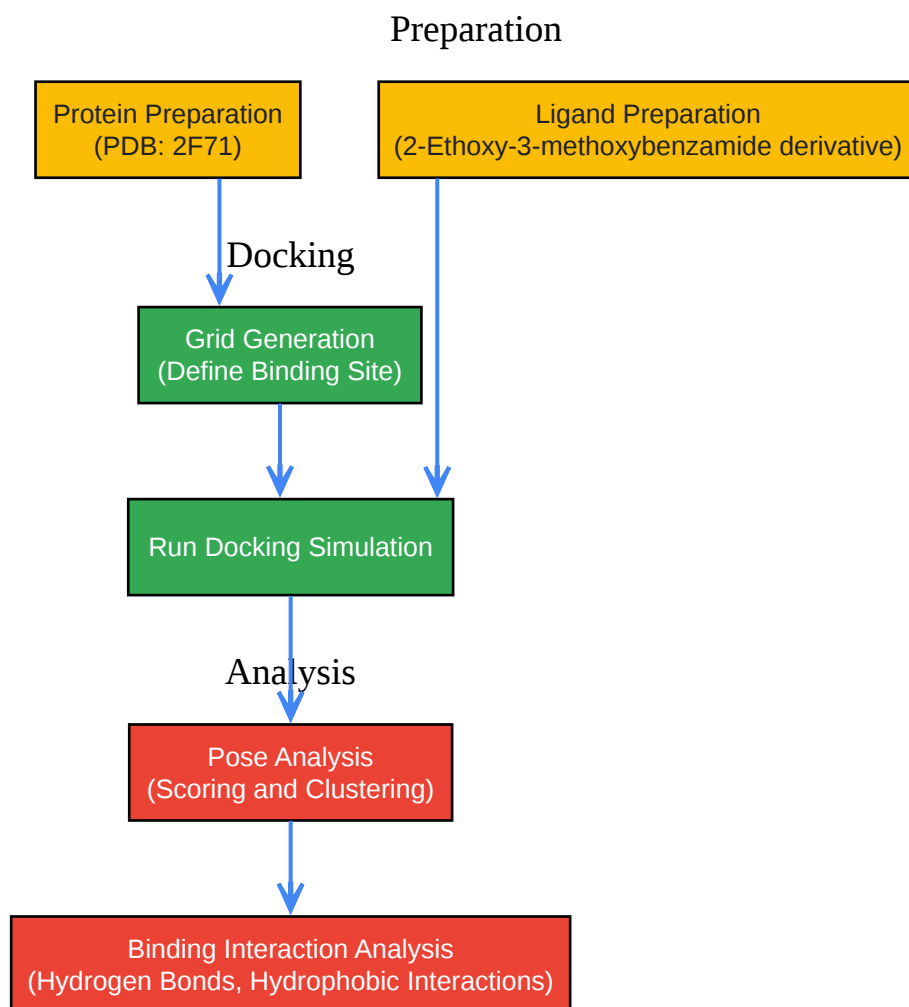 Preparation
Protein Preparation
(PDB: 2F71)
Ligand Preparation
(2-Ethoxy-3-methoxybenzamide derivative)
Docking
Grid Generation
(Define Binding Site)
Run Docking Simulation
Analysis
Pose Analysis
(Scoring and Clustering)
Binding Interaction Analysis
(Hydrogen Bonds, Hydrophobic Interactions)